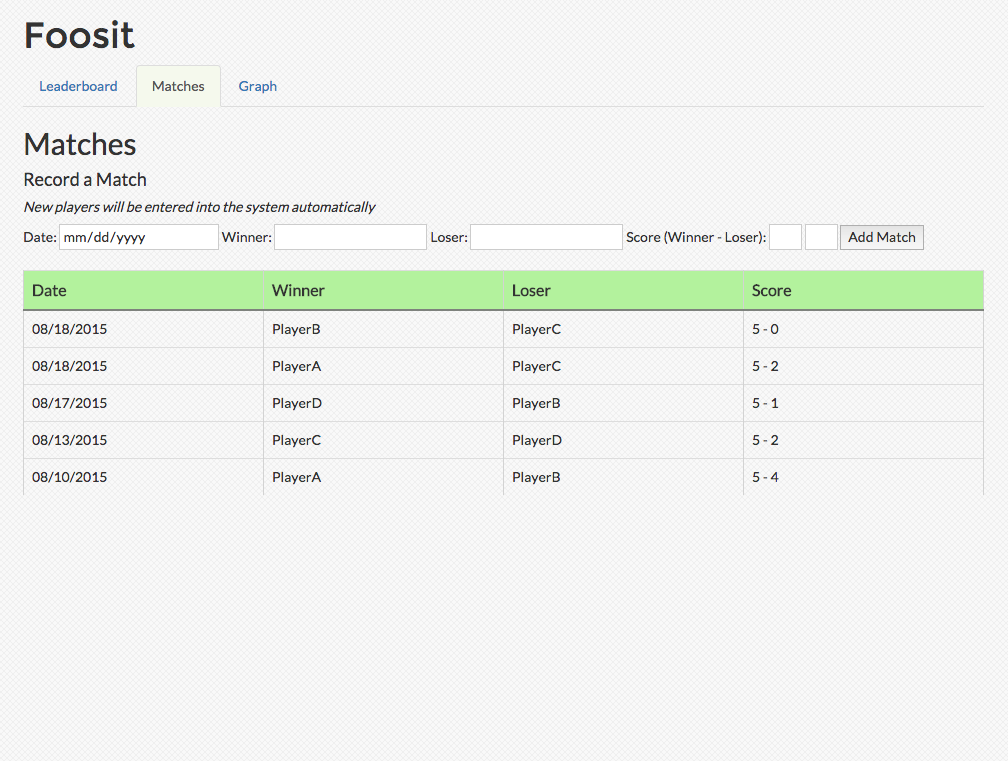 Foosit
Leaderboard Matches Graph
Matches
Record a Match
New players will be entered into the system automatically
Date: mm/dd/yyyy Winner: Loser: Score (Winner - Loser): Add Match
Date Winner Loser Score
08/18/2015 PlayerB PlayerC 5 - 0
08/18/2015 PlayerA PlayerC 5 - 2
08/17/2015 PlayerD PlayerB 5 - 1
08/13/2015 PlayerC PlayerD 5 - 2
08/10/2015 PlayerA PlayerB 5 - 4